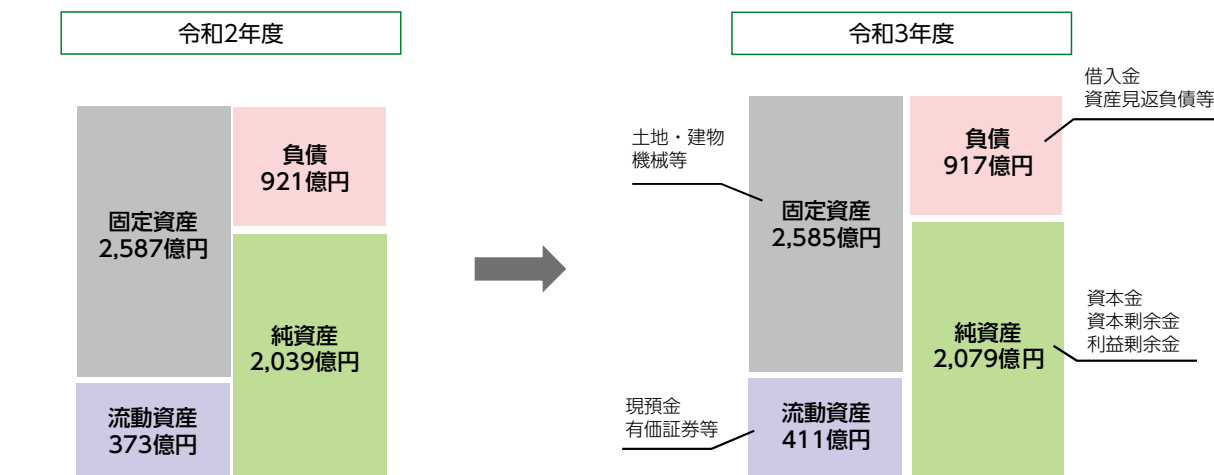 令和2年度
固定資産
2,587億円
流動資産
373億円
負債
921億円
純資産
2,039億円
令和3年度
土地・建物
機械等
固定資産
2,585億円
現預金
有価証券等
流動資産
411億円
負債
917億円
借入金
資産見返負債等
純資産
2,079億円
資本金
資本剰余金
利益剰余金